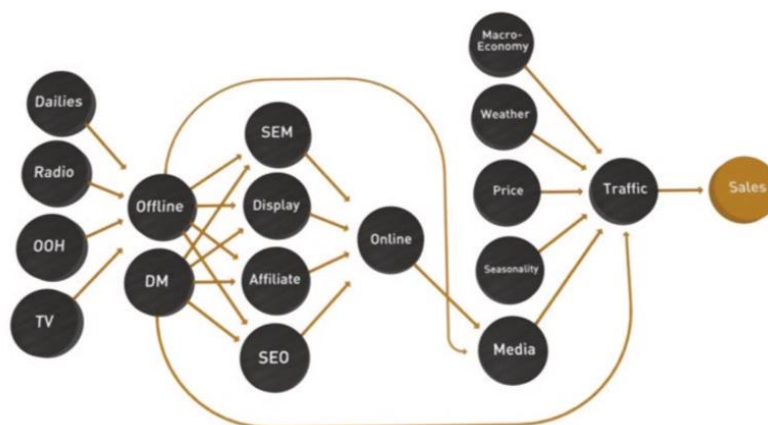 Dailies
Radio
OOH
TV
Offline
DM
SEM
Display
Affiliate
SEO
Online
Macro-
Economy
Weather
Price
Seasonality
Media
Traffic
Sales